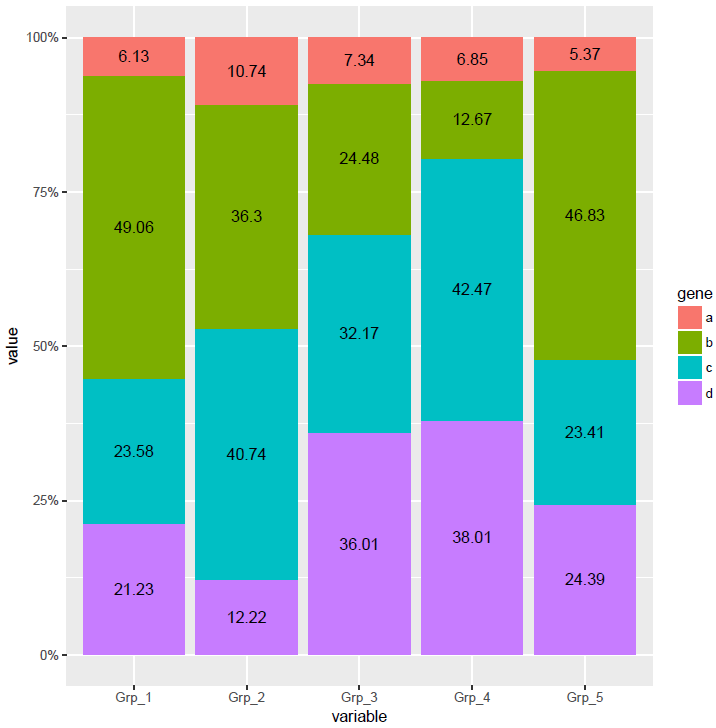 100%
75%
50%
25%
0%
value
6.13 10.74 7.34 6.85 5.37
49.06 36.3 24.48 12.67 46.83
23.58 40.74 32.17 42.47 23.41
21.23 12.22 36.01 38.01 24.39
Grp_1 Grp_2 Grp_3 Grp_4 Grp_5
variable
gene
a
b
c
d